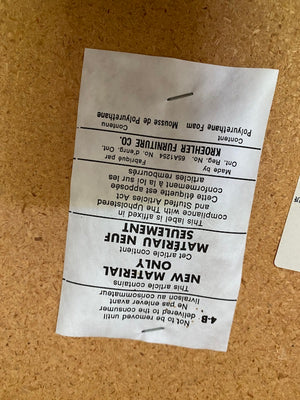 4-B - Not to be removed until
delivered to the consumer
Ne pas enlever avant
livraison au consommateur
This article contains
NEW MATERIAL
ONLY
Cet article contient
MATÉRIAU NEUF
SEULEMENT
This label is affixed in
compliance with The Upholstered
and Stuffed Articles Act
Cette étiquette est apposée
conformément à la loi sur les
articles rembourrés
Made by Fabriqué par
Ont. Reg. No. 65A1254 No. d'enrg. Ont.
KROEHLER FURNITURE CO.
Content Contenu
Polyurethane Foam Mousse de Polyurethane